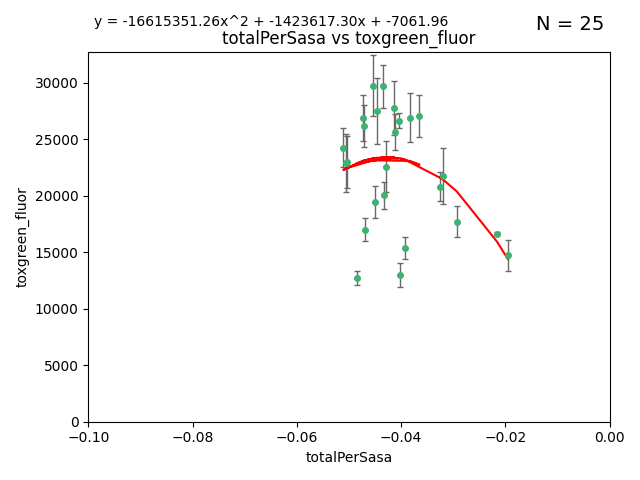 y = -16615351.26x^2 + -1423617.30x + -7061.96
N = 25
totalPerSasa vs toxgreen_fluor
30000
25000
20000
15000
10000
5000
0
toxgreen_fluor
−0.10 −0.08 −0.06 −0.04 −0.02 0.00
totalPerSasa